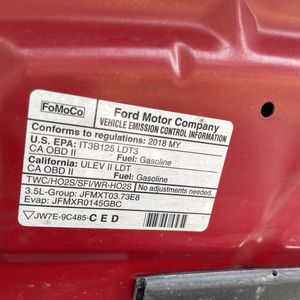 FoMoCo
Ford Motor Company
VEHICLE EMISSION CONTROL INFORMATION
Conforms to regulations: 2018 MY
U.S. EPA: IT3B125 LDT3
CA OBD II Fuel: Gasoline
California: ULEV II LDT
CA OBD II Fuel: Gasoline
TWC/HO2S/SFI/WR-HO2S No adjustments needed.
3.5L-Group: JFMXT03.73E8
Evap: JFMXR0145GBC
JW7E-9C485-CED